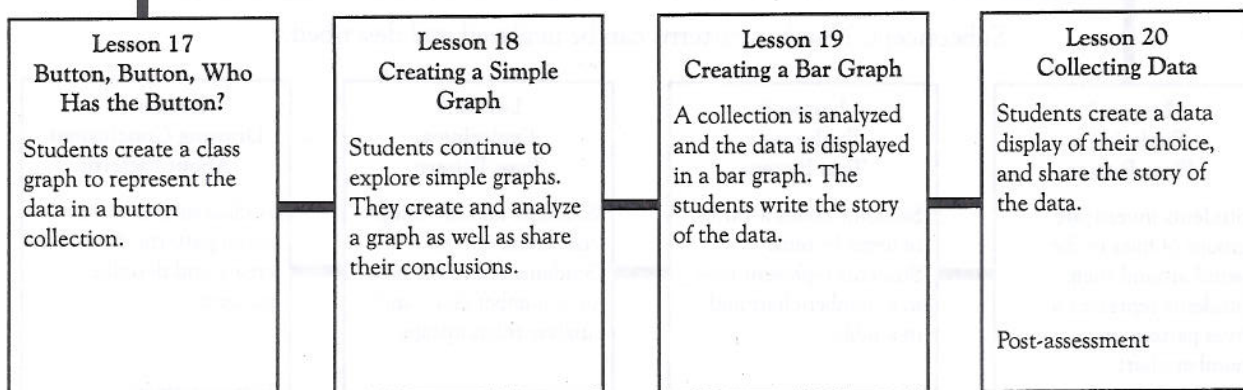 Lesson 17
Button, Button, Who
Has the Button?
Students create a class
graph to represent the
data in a button
collection.
Lesson 18
Creating a Simple
Graph
Students continue to
explore simple graphs.
They create and analyze
a graph as well as share
their conclusions.
Lesson 19
Creating a Bar Graph
A collection is analyzed
and the data is displayed
in a bar graph. The
students write the story
of the data.
Lesson 20
Collecting Data
Students create a data
display of their choice,
and share the story of
the data.
Post-assessment